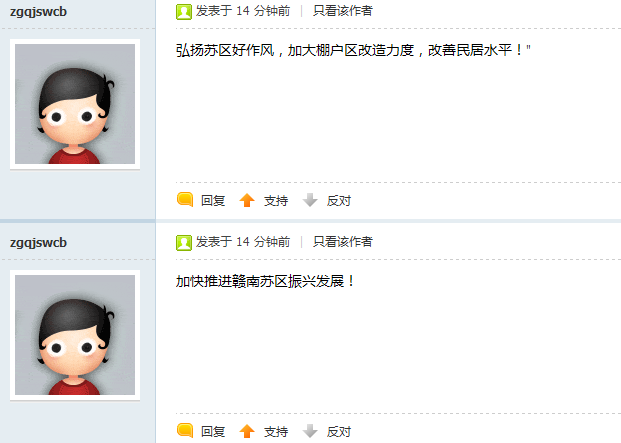 zgqjswcb
发表于 14 分钟前 | 只看该作者
弘扬苏区好作风，加大棚户区改造力度，改善民居水平！"
回复 支持 反对
zgqjswcb
发表于 14 分钟前 | 只看该作者
加快推进赣南苏区振兴发展！
回复 支持 反对